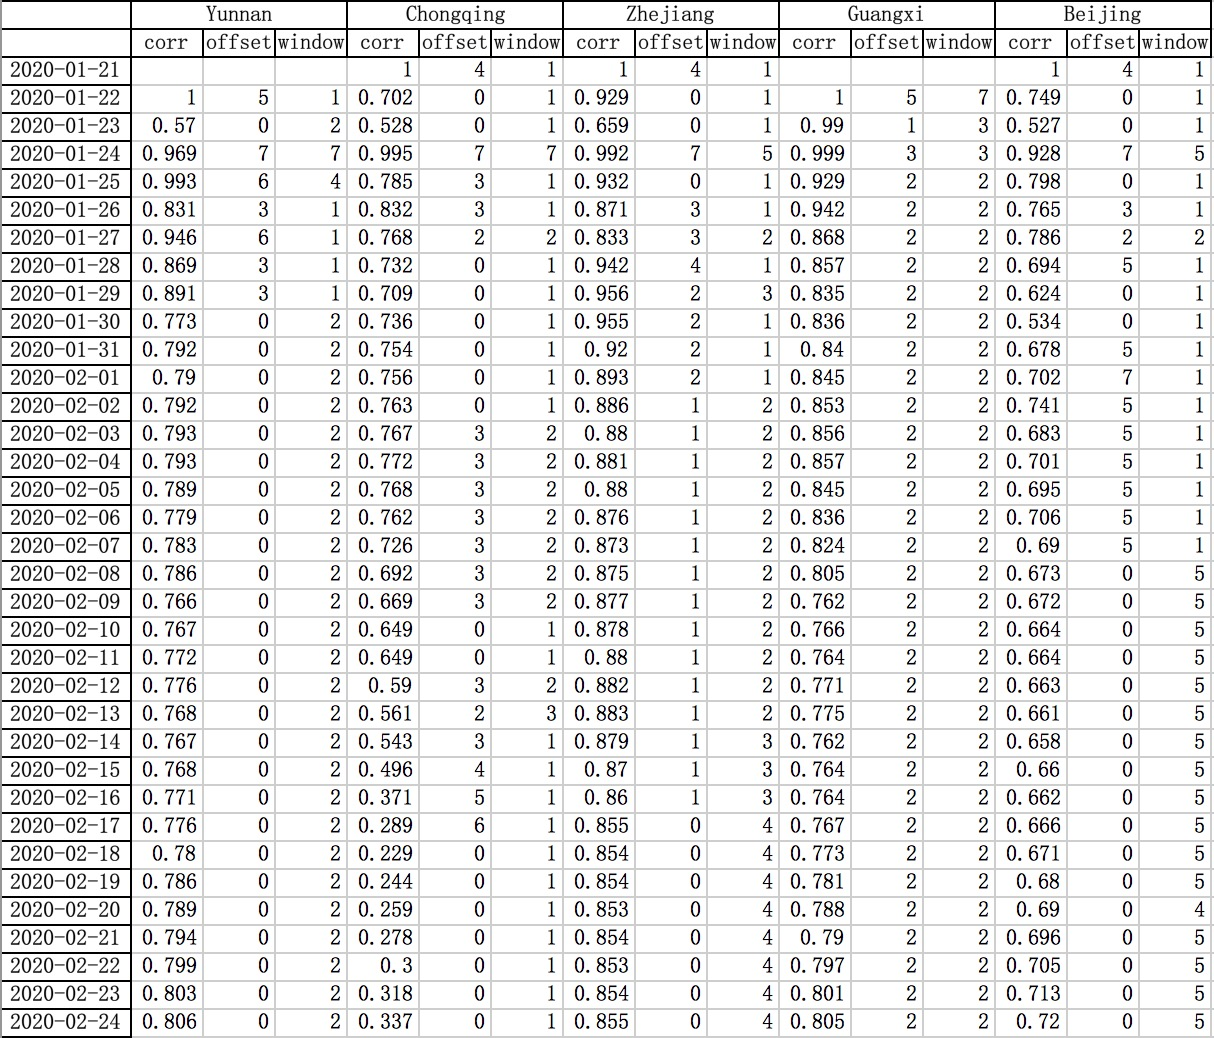 Yunnan Chongqing Zhejiang Guangxi Beijing
corr offset window corr offset window corr offset window corr offset window corr offset window
2020-01-21 1 4 1 1 4 1 1 4 1
2020-01-22 1 5 1 0.702 0 1 0.929 0 1 1 5 7 0.749 0 1
2020-01-23 0.57 0 2 0.528 0 1 0.659 0 1 0.99 1 3 0.527 0 1
2020-01-24 0.969 7 7 0.995 7 7 0.992 7 5 0.999 3 3 0.928 7 5
2020-01-25 0.993 6 4 0.785 3 1 0.932 0 1 0.929 2 2 0.798 0 1
2020-01-26 0.831 3 1 0.832 3 1 0.871 3 1 0.942 2 2 0.765 3 1
2020-01-27 0.946 6 1 0.768 2 2 0.833 3 2 0.868 2 2 0.786 2 2
2020-01-28 0.869 3 1 0.732 0 1 0.942 4 1 0.857 2 2 0.694 5 1
2020-01-29 0.891 3 1 0.709 0 1 0.956 2 3 0.835 2 2 0.624 0 1
2020-01-30 0.773 0 2 0.736 0 1 0.955 2 1 0.836 2 2 0.534 0 1
2020-01-31 0.792 0 2 0.754 0 1 0.92 2 1 0.84 2 2 0.678 5 1
2020-02-01 0.79 0 2 0.756 0 1 0.893 2 1 0.845 2 2 0.702 7 1
2020-02-02 0.792 0 2 0.763 0 1 0.886 1 2 0.853 2 2 0.741 5 1
2020-02-03 0.793 0 2 0.767 3 2 0.88 1 2 0.856 2 2 0.683 5 1
2020-02-04 0.793 0 2 0.772 3 2 0.881 1 2 0.857 2 2 0.701 5 1
2020-02-05 0.789 0 2 0.768 3 2 0.88 1 2 0.845 2 2 0.695 5 1
2020-02-06 0.779 0 2 0.762 3 2 0.876 1 2 0.836 2 2 0.706 5 1
2020-02-07 0.783 0 2 0.726 3 2 0.873 1 2 0.824 2 2 0.69 5 1
2020-02-08 0.786 0 2 0.692 3 2 0.875 1 2 0.805 2 2 0.673 0 5
2020-02-09 0.766 0 2 0.669 3 2 0.877 1 2 0.762 2 2 0.672 0 5
2020-02-10 0.767 0 2 0.649 0 1 0.878 1 2 0.766 2 2 0.664 0 5
2020-02-11 0.772 0 2 0.649 0 1 0.88 1 2 0.764 2 2 0.664 0 5
2020-02-12 0.776 0 2 0.59 3 2 0.882 1 2 0.771 2 2 0.663 0 5
2020-02-13 0.768 0 2 0.561 2 3 0.883 1 2 0.775 2 2 0.661 0 5
2020-02-14 0.767 0 2 0.543 3 1 0.879 1 3 0.762 2 2 0.658 0 5
2020-02-15 0.768 0 2 0.496 4 1 0.87 1 3 0.764 2 2 0.66 0 5
2020-02-16 0.771 0 2 0.371 5 1 0.86 1 3 0.764 2 2 0.662 0 5
2020-02-17 0.776 0 2 0.289 6 1 0.855 0 4 0.767 2 2 0.666 0 5
2020-02-18 0.78 0 2 0.229 0 1 0.854 0 4 0.773 2 2 0.671 0 5
2020-02-19 0.786 0 2 0.244 0 1 0.854 0 4 0.781 2 2 0.68 0 5
2020-02-20 0.789 0 2 0.259 0 1 0.853 0 4 0.788 2 2 0.69 0 4
2020-02-21 0.794 0 2 0.278 0 1 0.854 0 4 0.79 2 2 0.696 0 5
2020-02-22 0.799 0 2 0.3 0 1 0.853 0 4 0.797 2 2 0.705 0 5
2020-02-23 0.803 0 2 0.318 0 1 0.854 0 4 0.801 2 2 0.713 0 5
2020-02-24 0.806 0 2 0.337 0 1 0.855 0 4 0.805 2 2 0.72 0 5